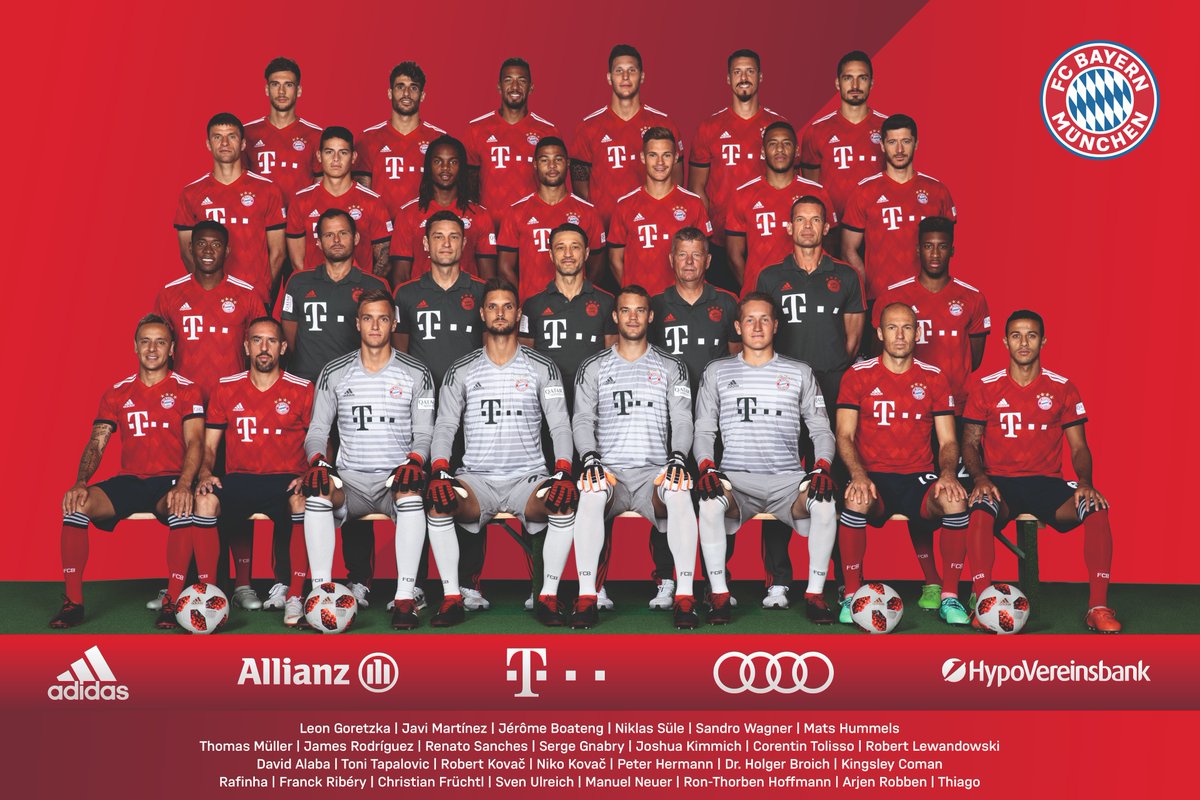 FC BAYERN
MÜNCHEN
adidas
Allianz
T . .
HypoVereinsbank
Leon Goretzka | Javi Martínez | Jérôme Boateng | Niklas Süle | Sandro Wagner | Mats Hummels
Thomas Müller | James Rodríguez | Renato Sanches | Serge Gnabry | Joshua Kimmich | Corentin Tolisso | Robert Lewandowski
David Alaba | Toni Tapalovic | Robert Kovač | Niko Kovač | Peter Hermann | Dr. Holger Broich | Kingsley Coman
Rafinha | Franck Ribéry | Christian Früchtl | Sven Ulreich | Manuel Neuer | Ron-Thorben Hoffmann | Arjen Robben | Thiago